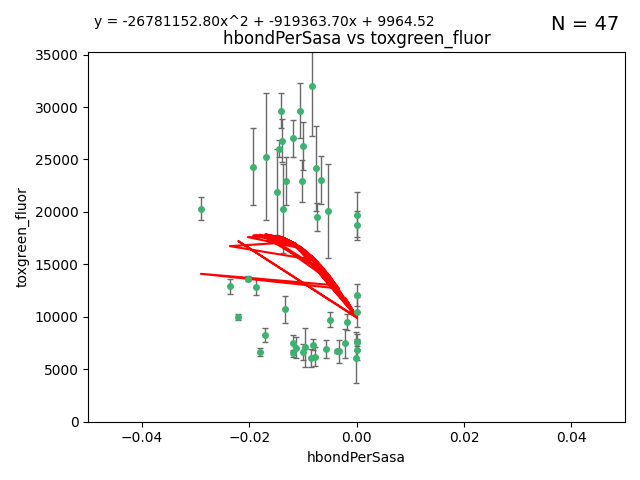 y = -26781152.80x^2 + -919363.70x + 9964.52
N = 47
hbondPerSasa vs toxgreen_fluor
35000
30000
25000
20000
15000
10000
5000
0
toxgreen_fluor
−0.04
−0.02
0.00
0.02
0.04
hbondPerSasa